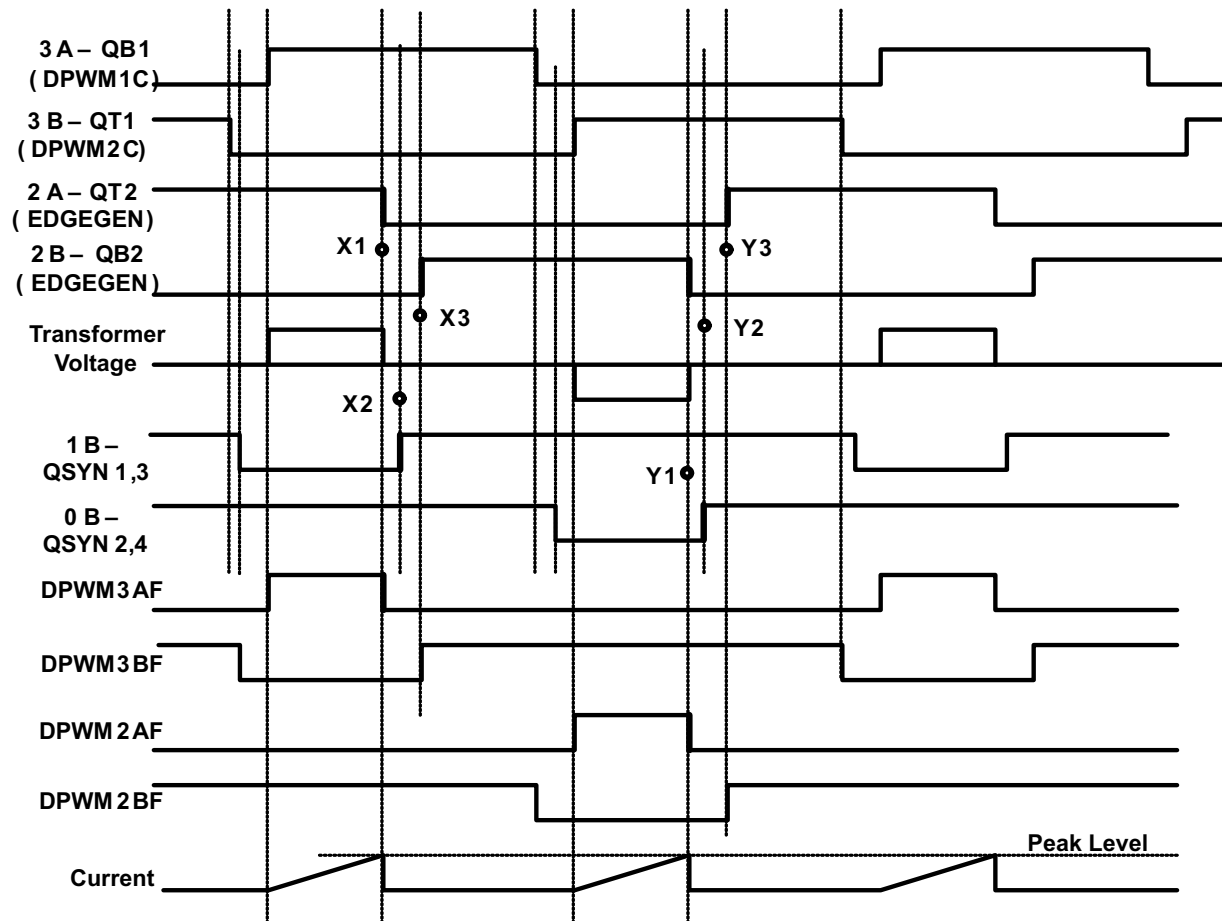 3 A – QB1
( DPWM1C)
3 B – QT1
( DPWM2C)
2 A – QT2
( EDGEGEN)
X1
Y3
2 B – QB2
( EDGEGEN)
X3
Y2
Transformer
Voltage
X2
1 B –
QSYN 1,3
Y1
0 B –
QSYN 2,4
DPWM3AF
DPWM3BF
DPWM2AF
DPWM2BF
Peak Level
Current